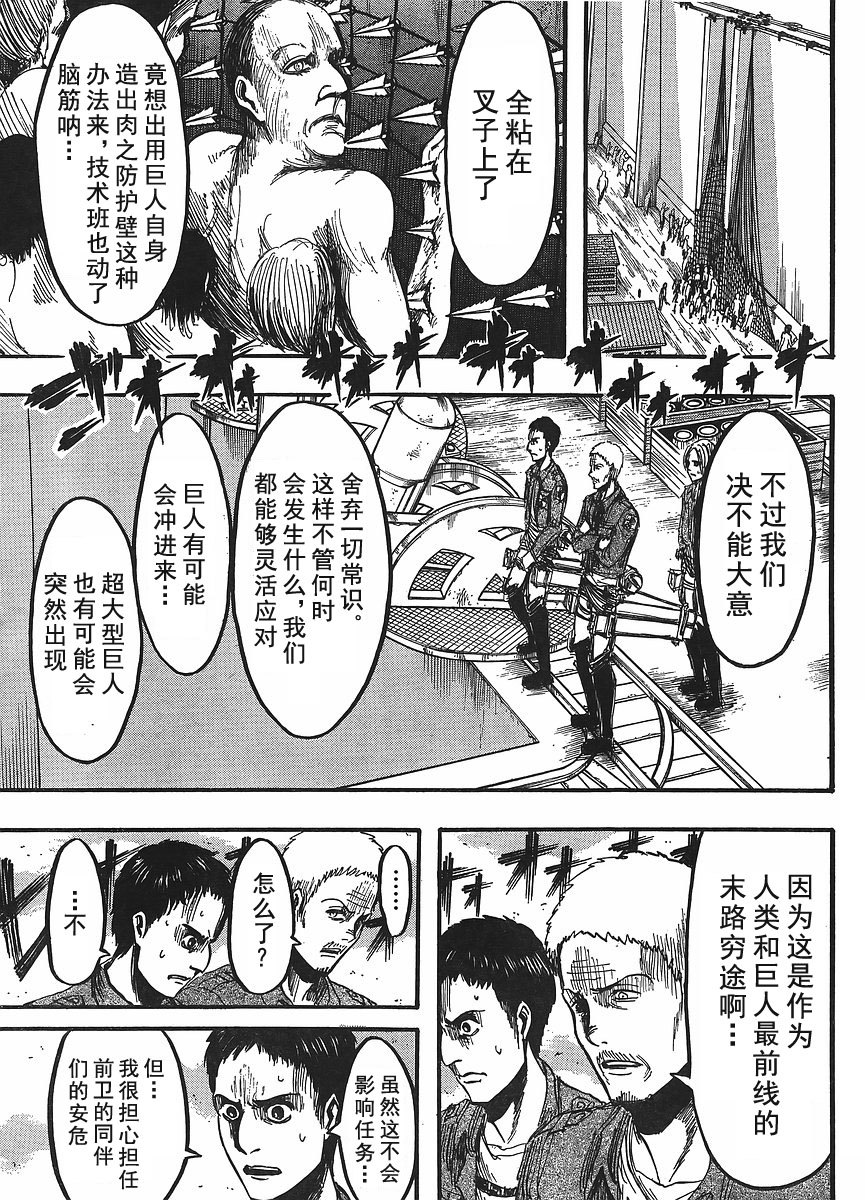 全粘在
叉子上了
竟想出用巨人自身
造出肉之防护壁这种
办法来，技术班也动了
脑筋呐…
不过我们
决不能大意
舍弃一切常识。
这样不管何时
会发生什么，我们
都能够灵活应对
巨人有可能
会冲进来…
超大型巨人
也有可能会
突然出现
因为这是作为
人类和巨人最前线的
末路穷途啊…
……
怎么了？
…不
虽然这不会
影响任务…
但…
我很担心担任
前卫的同伴
们的安危